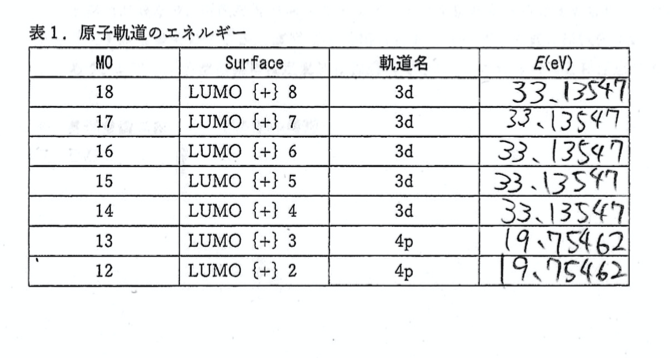 表1. 原子軌道のエネルギー
MO Surface 軌道名 E(eV)
18 LUMO {+} 8 3d 33.13547
17 LUMO {+} 7 3d 33.13547
16 LUMO {+} 6 3d 33.13547
15 LUMO {+} 5 3d 33.13547
14 LUMO {+} 4 3d 33.13547
13 LUMO {+} 3 4p 19.75462
12 LUMO {+} 2 4p 19.75462